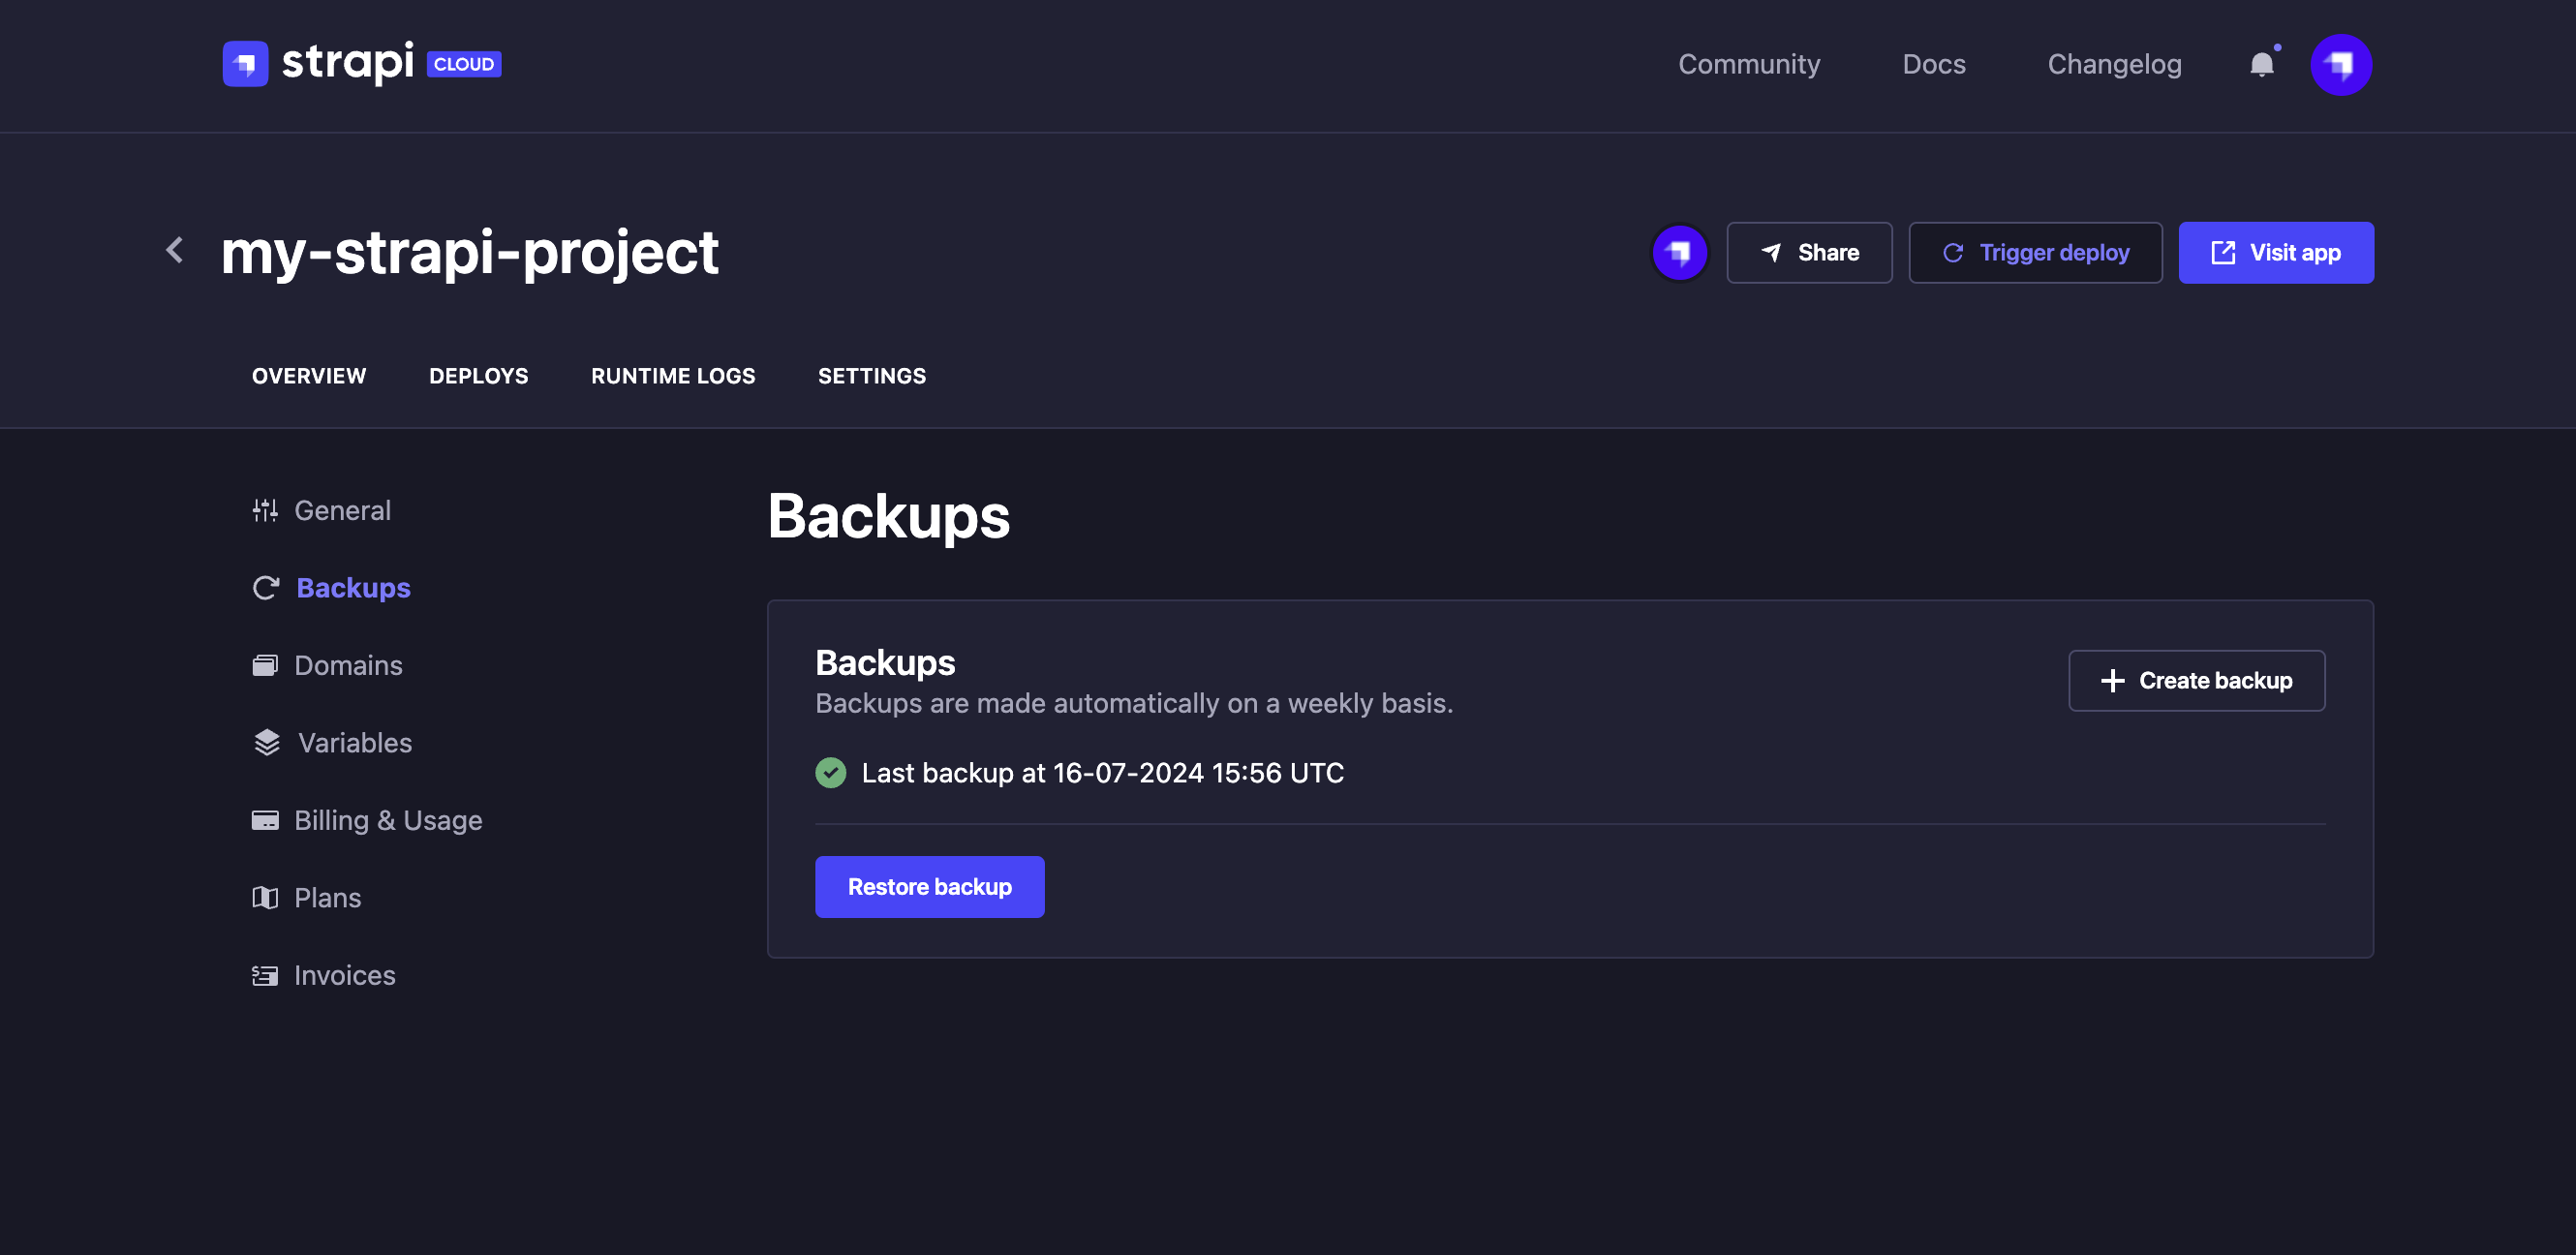 strapi CLOUD
Community Docs Changelog
my-strapi-project
Share Trigger deploy Visit app
OVERVIEW DEPLOYS RUNTIME LOGS SETTINGS
General
Backups
Domains
Variables
Billing & Usage
Plans
Invoices
Backups
Backups
Backups are made automatically on a weekly basis.
Create backup
Last backup at 16-07-2024 15:56 UTC
Restore backup